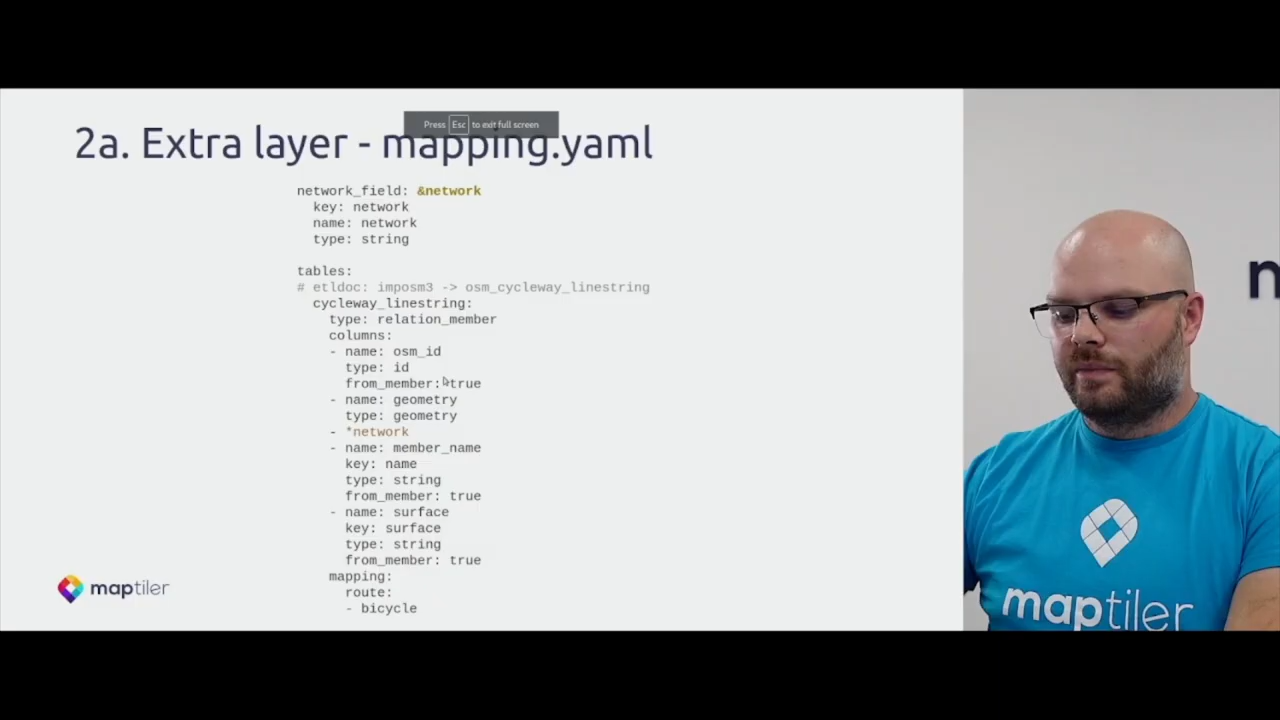 Press Esc to exit full screen
2a. Extra layer - mapping.yaml
network_field: &network
key: network
name: network
type: string
tables:
# etldoc: imposm3 -> osm_cycleway_linestring
cycleway_linestring:
type: relation_member
columns:
- name: osm_id
type: id
from_member: true
- name: geometry
type: geometry
- *network
- name: member_name
key: name
type: string
from_member: true
- name: surface
key: surface
type: string
from_member: true
mapping:
route:
- bicycle
maptiler
maptiler